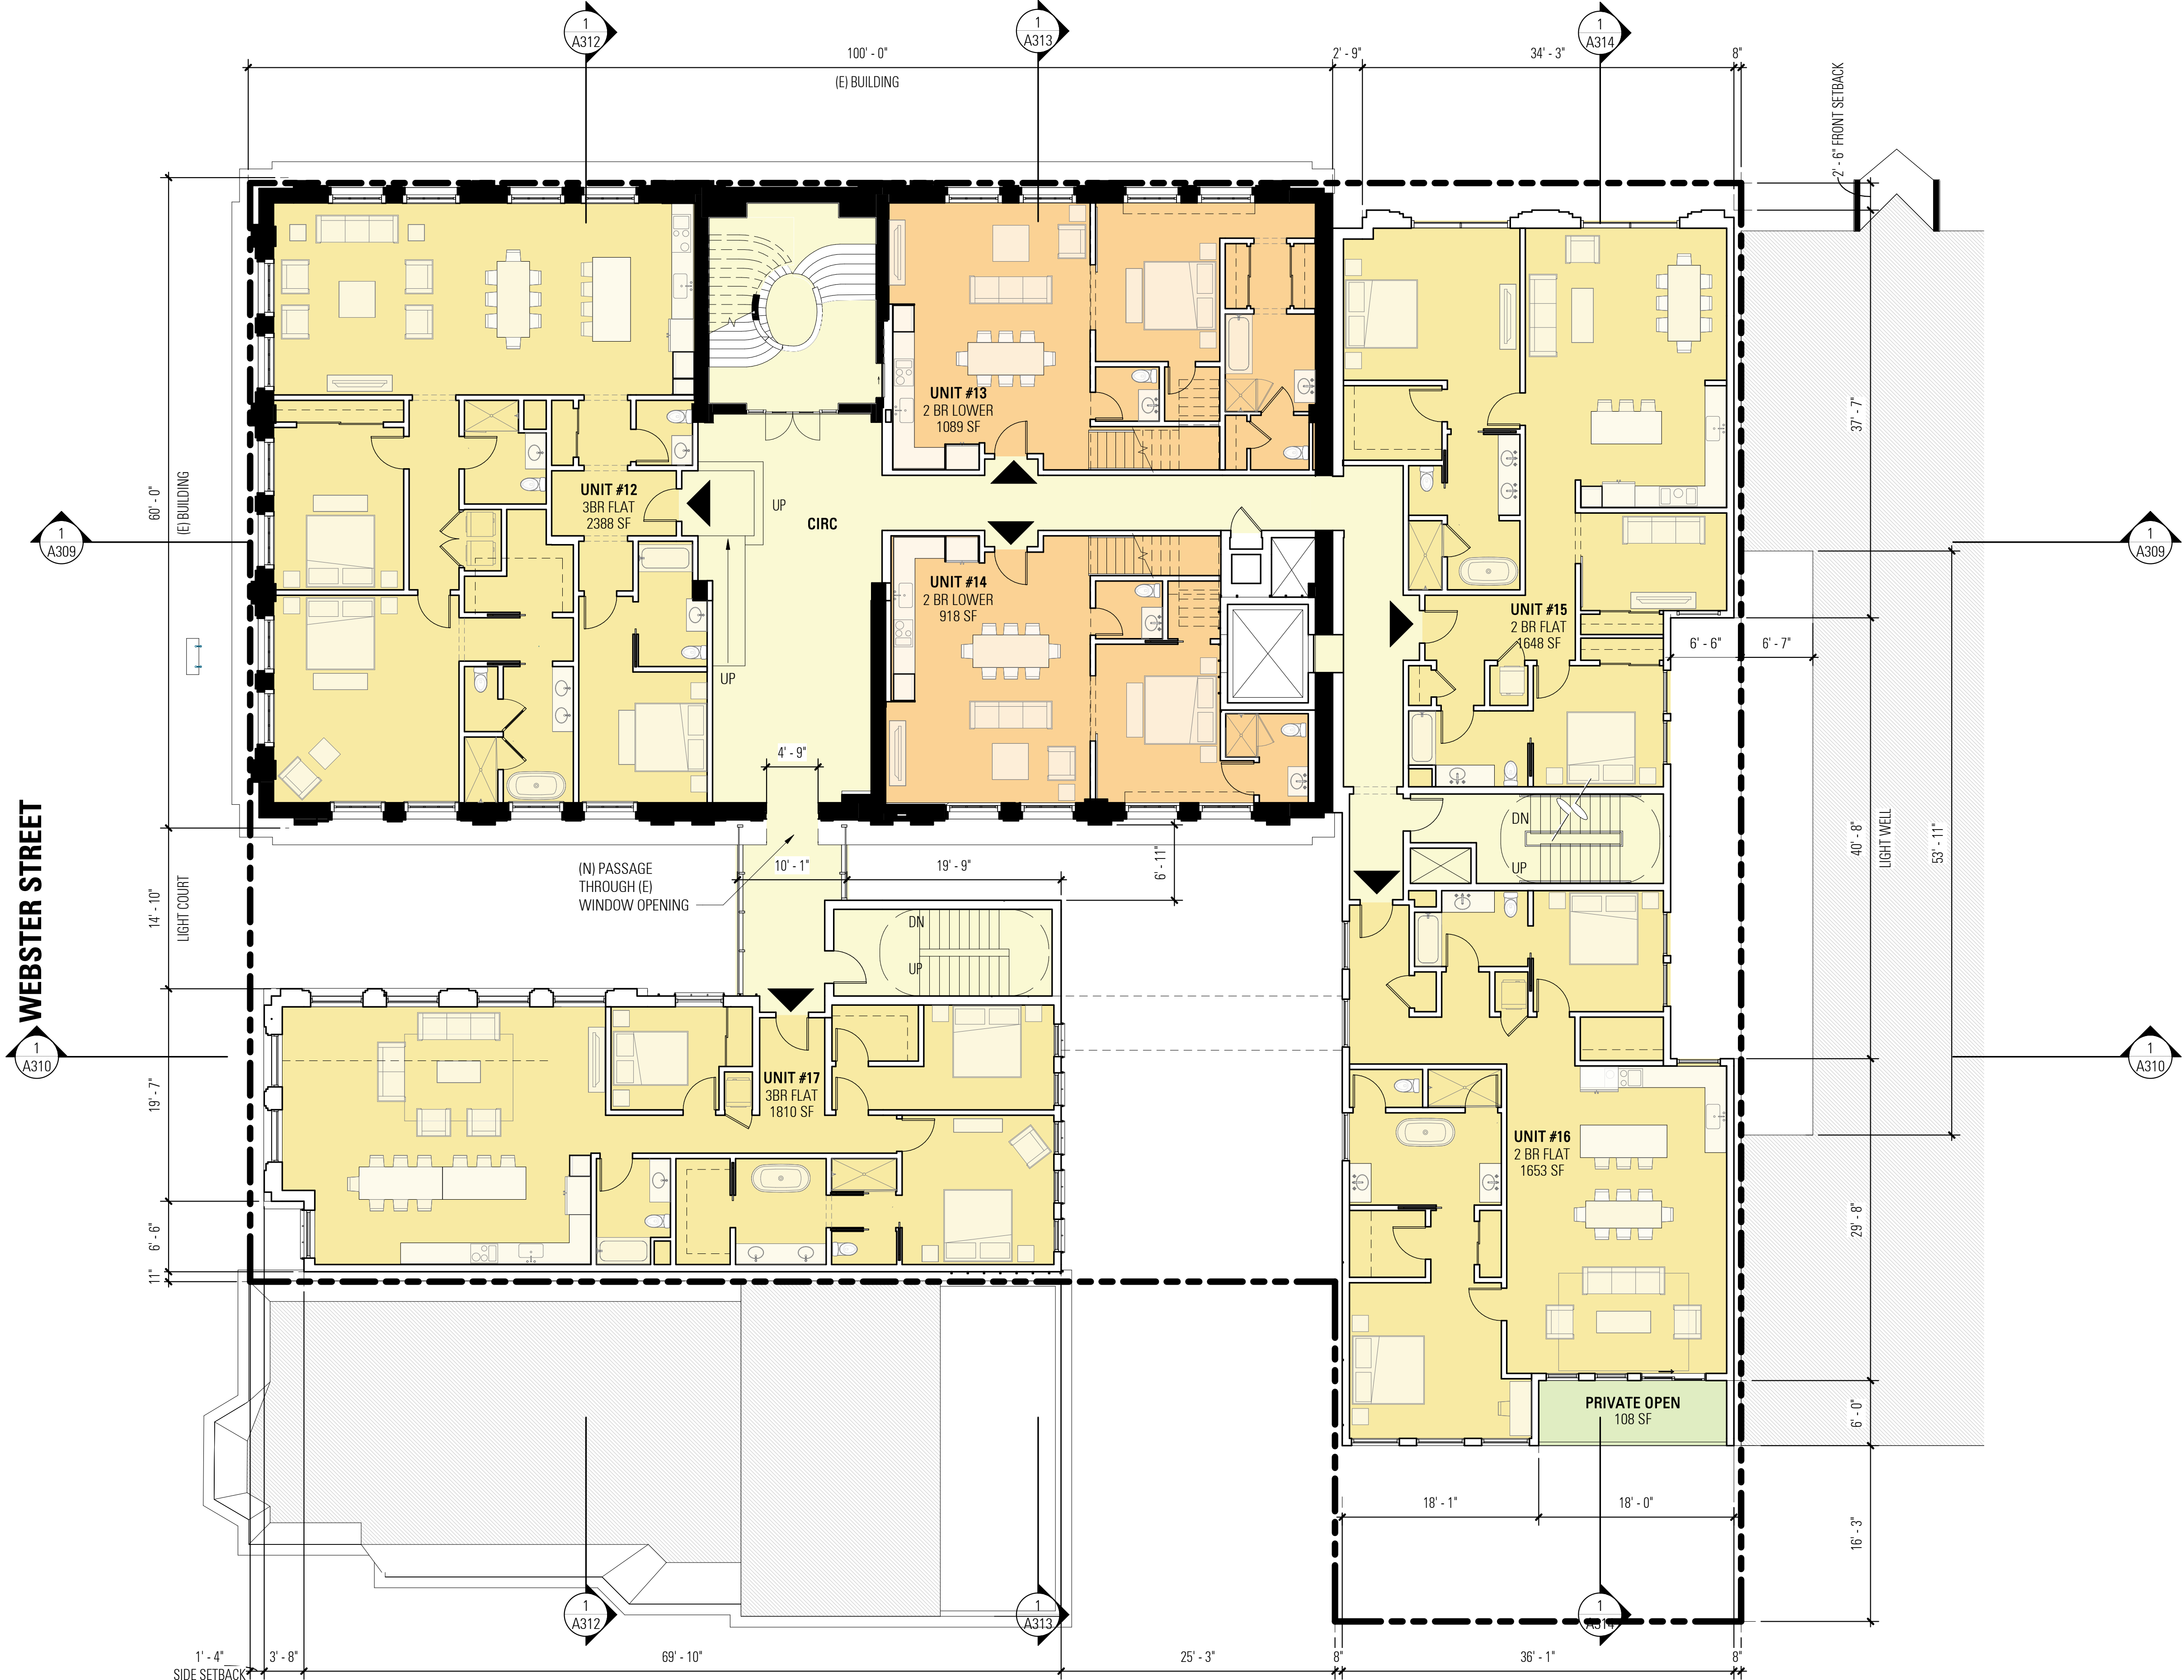 1
A312
1
A313
1
A314
100' - 0"
(E) BUILDING
2' - 9"
34' - 3"
8"
2' - 6" FRONT SETBACK
60' - 0"
(E) BUILDING
37' - 7"
UNIT #13
2 BR LOWER
1089 SF
UNIT #12
3BR FLAT
2388 SF
UP
CIRC
1
A309
1
A309
UNIT #14
2 BR LOWER
918 SF
UNIT #15
2 BR FLAT
1648 SF
6' - 6"
6' - 7"
UP
4' - 9"
WEBSTER STREET
DN
UP
40' - 8"
LIGHT WELL
53' - 11"
(N) PASSAGE
THROUGH (E)
WINDOW OPENING
10' - 1"
19' - 9"
6' - 11"
14' - 10"
LIGHT COURT
DN
UP
1
A310
1
A310
19' - 7"
UNIT #17
3BR FLAT
1810 SF
UNIT #16
2 BR FLAT
1653 SF
6' - 6"
11"
29' - 8"
PRIVATE OPEN
108 SF
6' - 0"
18' - 1"
18' - 0"
16' - 3"
1
A312
1
A313
1
A314
1' - 4"
SIDE SETBACK
3' - 8"
69' - 10"
25' - 3"
8"
36' - 1"
8"